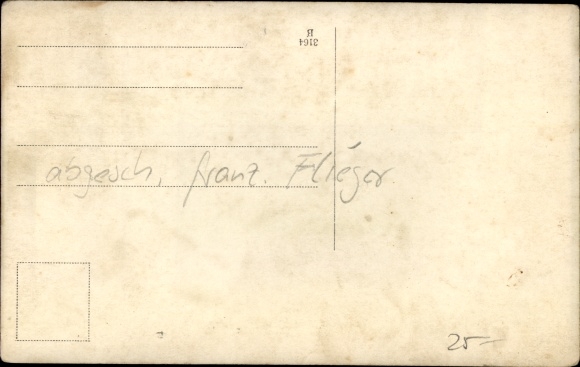 R
3164
abgesch. franz. Flieger
25-